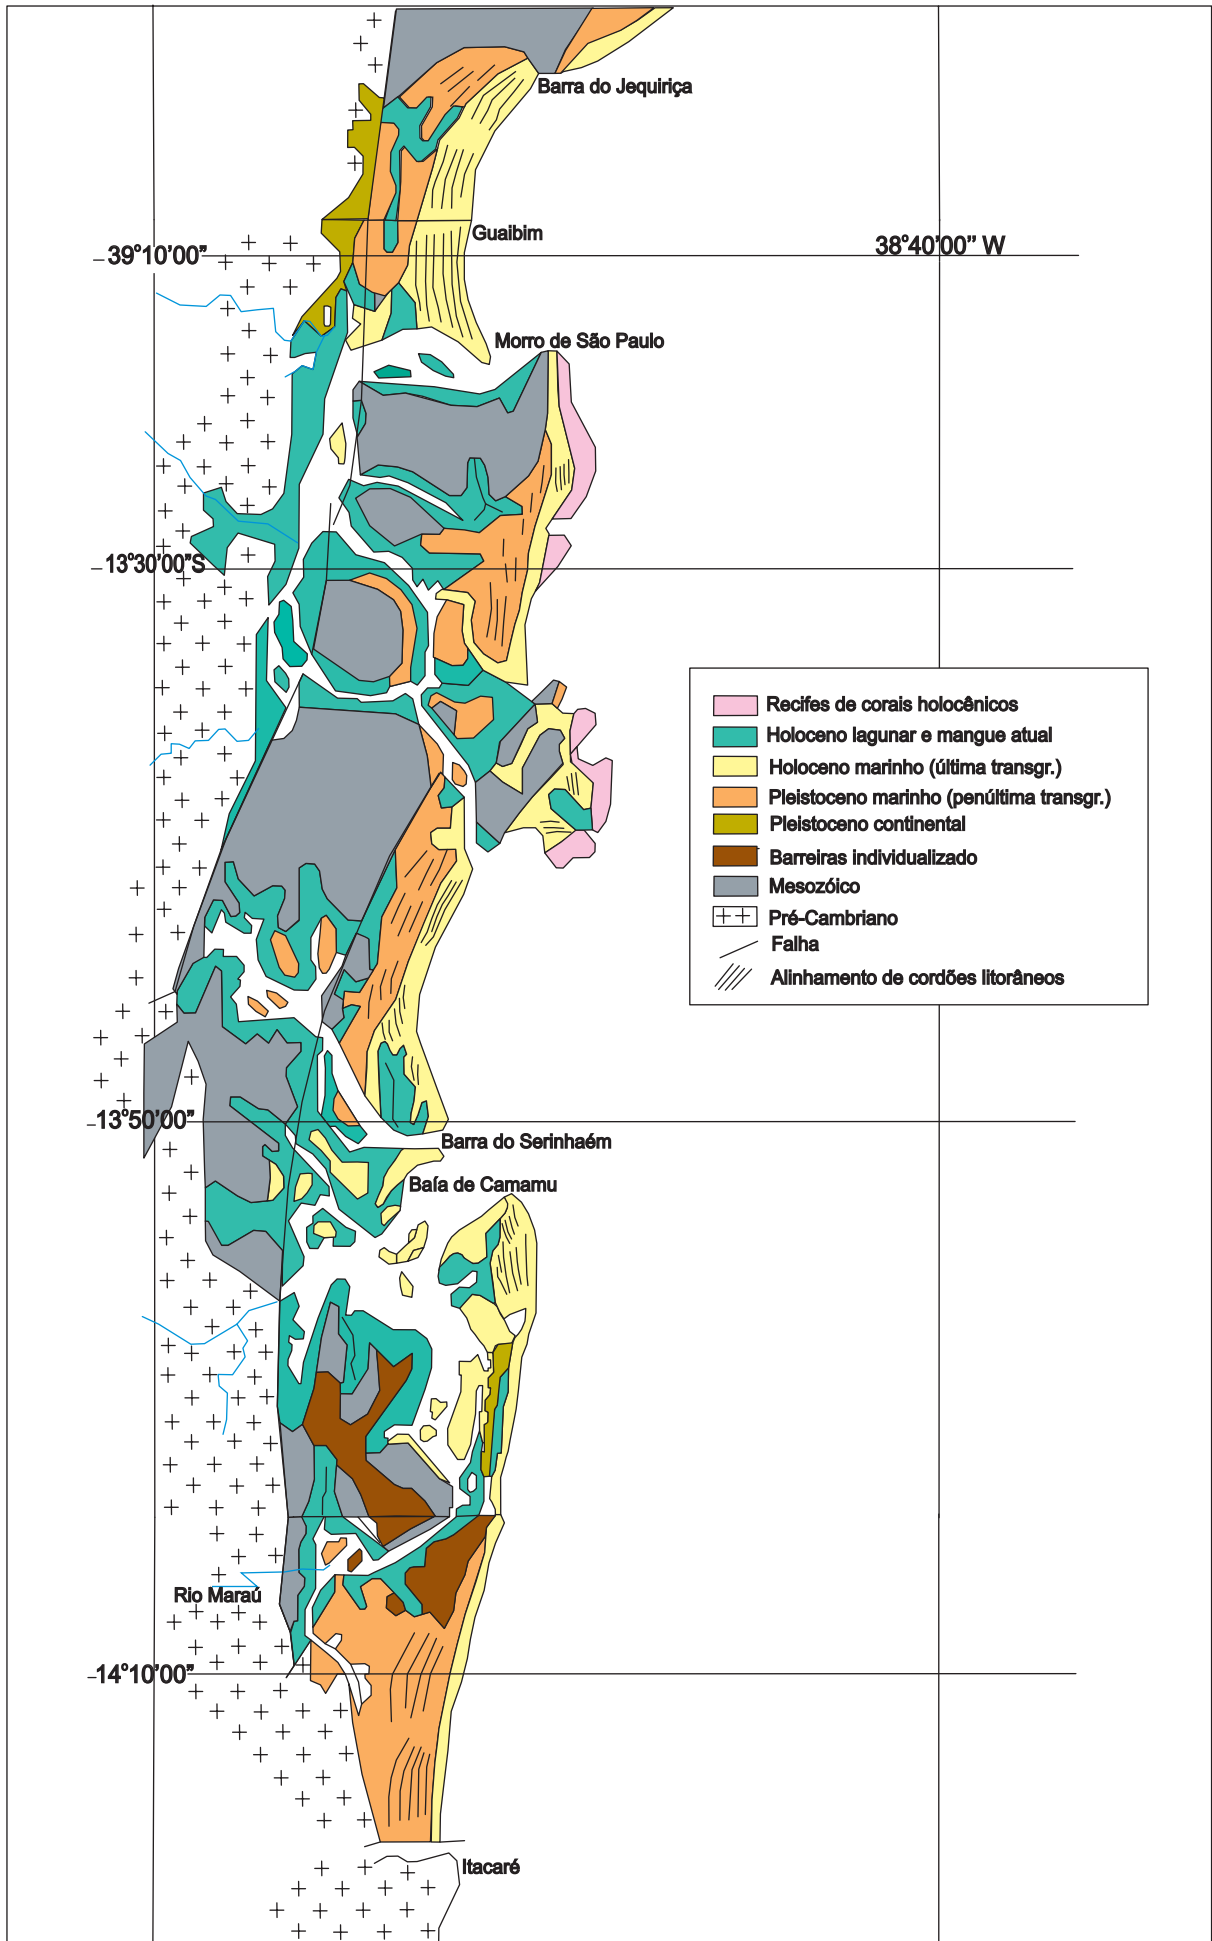 Barra do Jequiriça
Guaibim
39°10'00"
38°40'00" W
Morro de São Paulo
13°30'00"S
Recifes de corais holocênicos
Holoceno lagunar e mangue atual
Holoceno marinho (última transgr.)
Pleistoceno marinho (penúltima transgr.)
Pleistoceno continental
Barreiras individualizado
Mesozóico
Pré-Cambriano
Falha
Alinhamento de cordões litorâneos
13°50'00"
Barra do Serinhaém
Baía de Camamu
Rio Maraú
14°10'00"
Itacaré